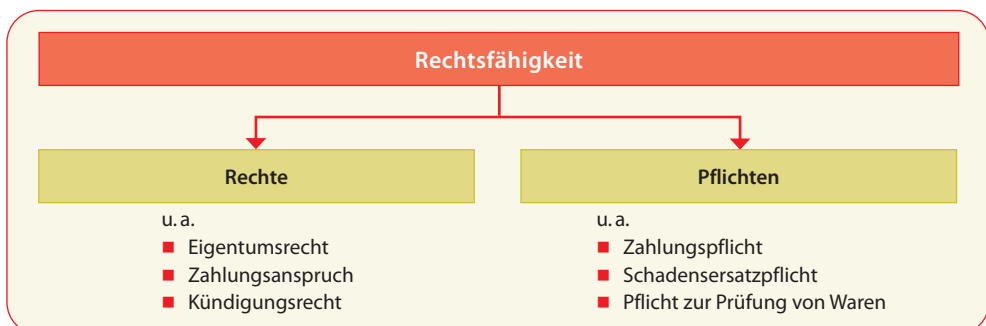 Rechtsfähigkeit
Rechte
u. a.
■ Eigentumsrecht
■ Zahlungsanspruch
■ Kündigungsrecht
Pflichten
u. a.
■ Zahlungspflicht
■ Schadensersatzpflicht
■ Pflicht zur Prüfung von Waren